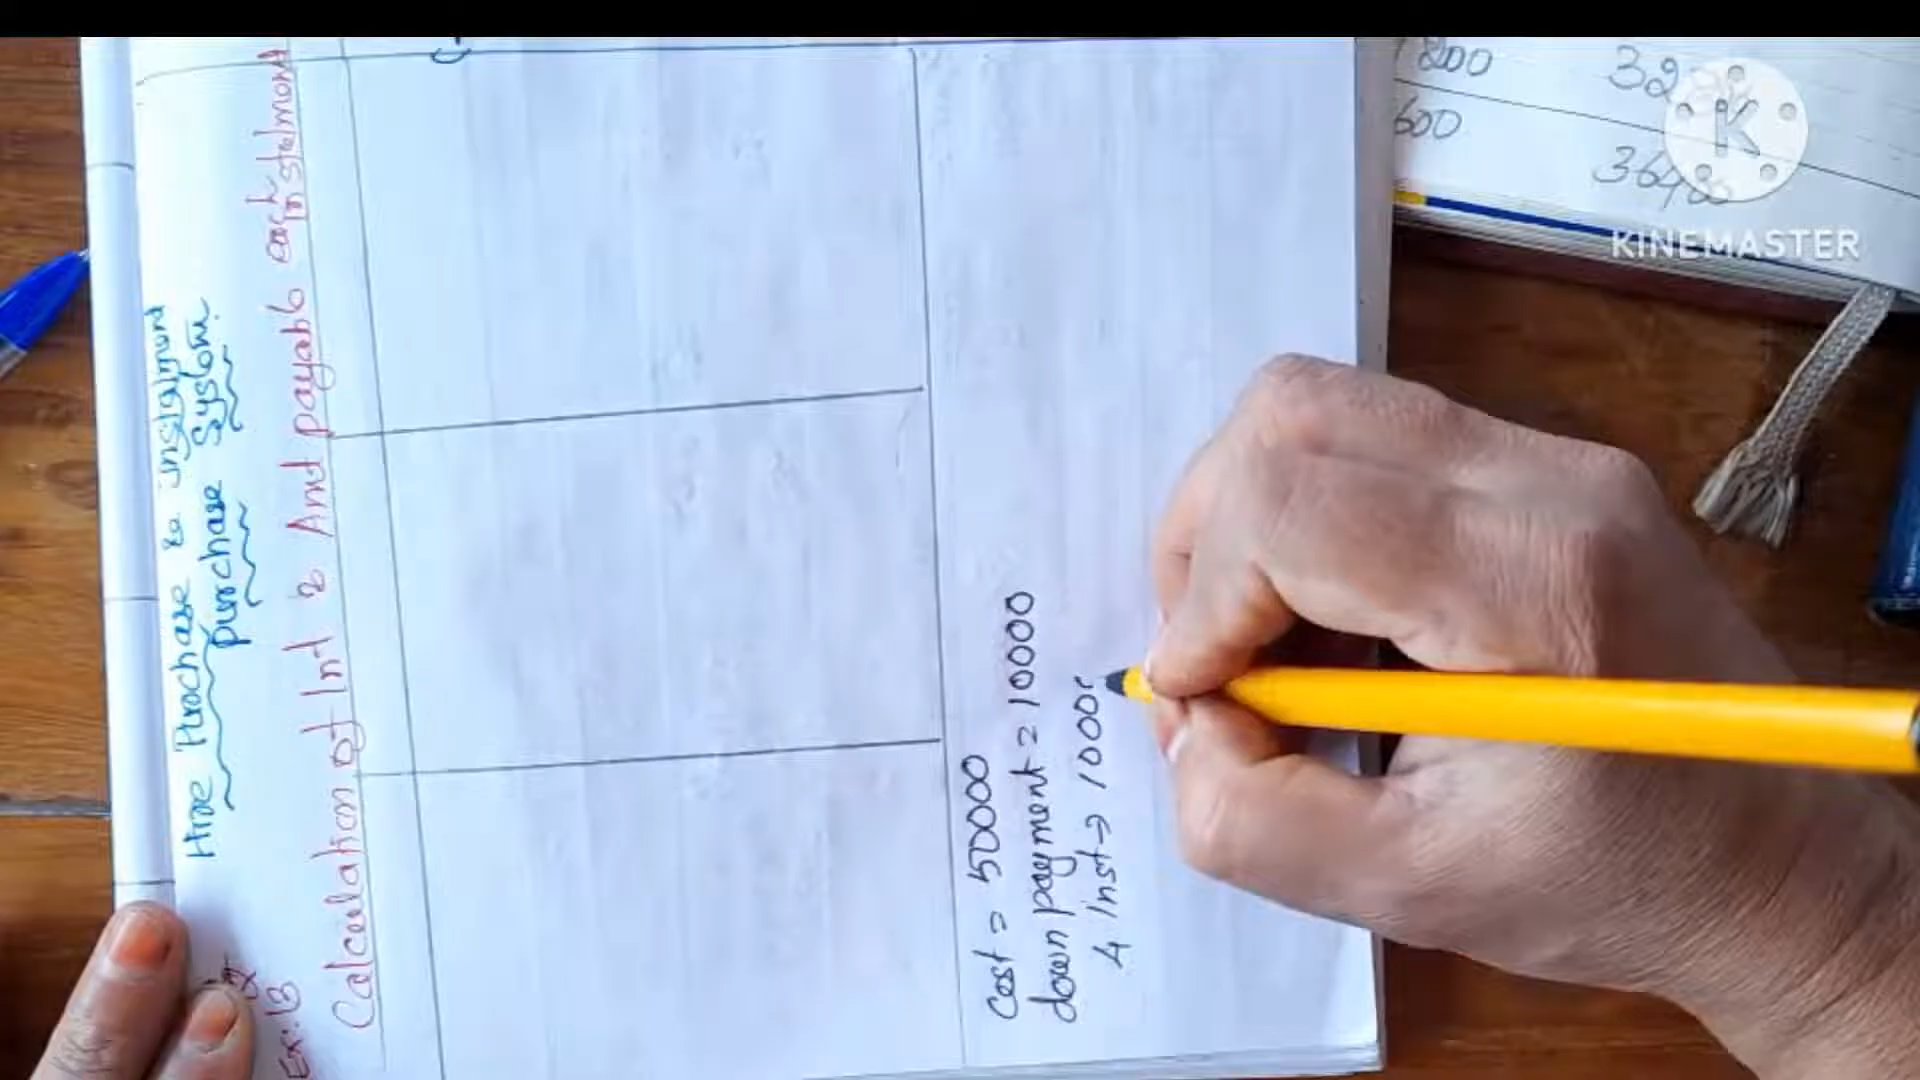 Hire Purchase & instalment
purchase System.
Ex:13
Calculation of Int & And payable each
Instalment
Cost = 50000
down payment = 10000
4 Inst → 1000
200
600
KINEMASTER